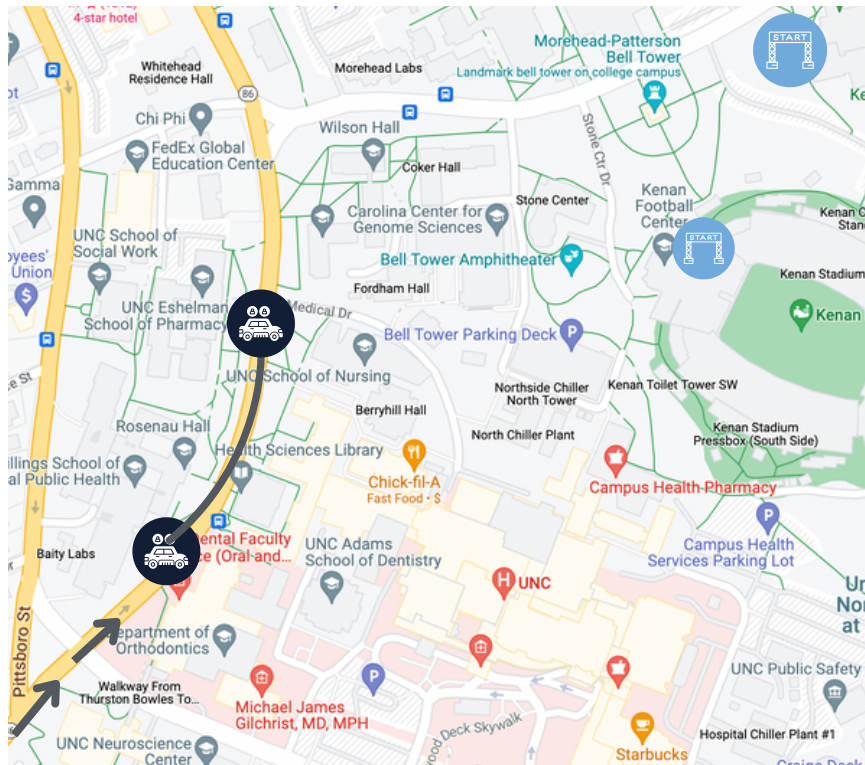 4-star hotel
START
Morehead-Patterson
Bell Tower
Landmark bell tower on college campus
Whitehead
Residence Hall
Morehead Labs
86
Chi Phi
Wilson Hall
FedEx Global
Education Center
Coker Hall
Stone Ctr Dr
Gamma
Stone Center
Kenan
Football
Center
Carolina Center for
Genome Sciences
UNC School of
Social Work
START
Union
Bell Tower Amphitheater
Kenan Stadium
Fordham Hall
UNC Eshelman
School of Pharmacy
Medical Dr
Kenan
Bell Tower Parking Deck
UNC School of Nursing
Northside Chiller
North Tower
Kenan Toilet Tower SW
Berryhill Hall
Rosenau Hall
North Chiller Plant
Kenan Stadium
Pressbox (South Side)
Health Sciences Library
School of
Public Health
Chick-fil-A
Fast Food • $
Campus Health Pharmacy
Baity Labs
Faculty
(Oral and...
UNC Adams
School of Dentistry
Campus Health
Services Parking Lot
H UNC
at
Pittsboro St
Department of
Orthodontics
UNC Public Safety
Walkway From
Thurston Bowles To...
Michael James
Gilchrist, MD, MPH
Deck Skywalk
Hospital Chiller Plant #1
UNC Neuroscience
Center
Starbucks